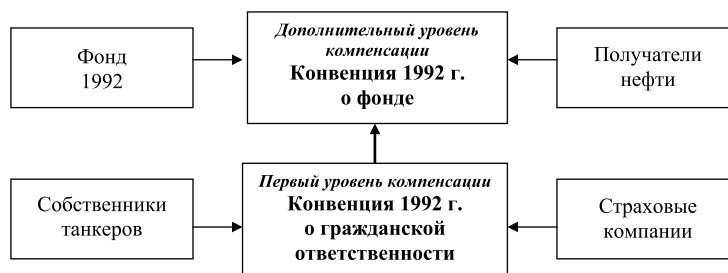 Фонд
1992
Дополнительный уровень
компенсации
Конвенция 1992 г.
о фонде
Получатели
нефти
Собственники
танкеров
Первый уровень компенсации
Конвенция 1992 г.
о гражданской
ответственности
Страховые
компании